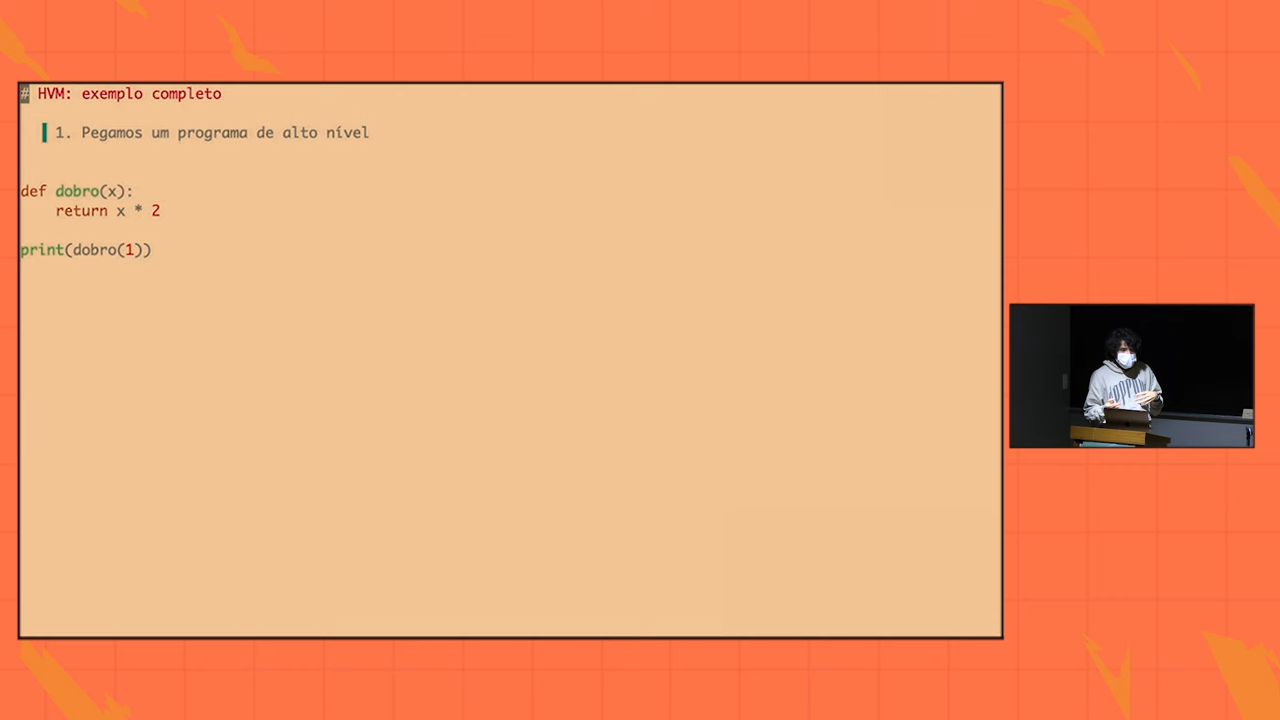 # HVM: exemplo completo
1. Pegamos um programa de alto nível
def dobro(x):
return x * 2
print(dobro(1))